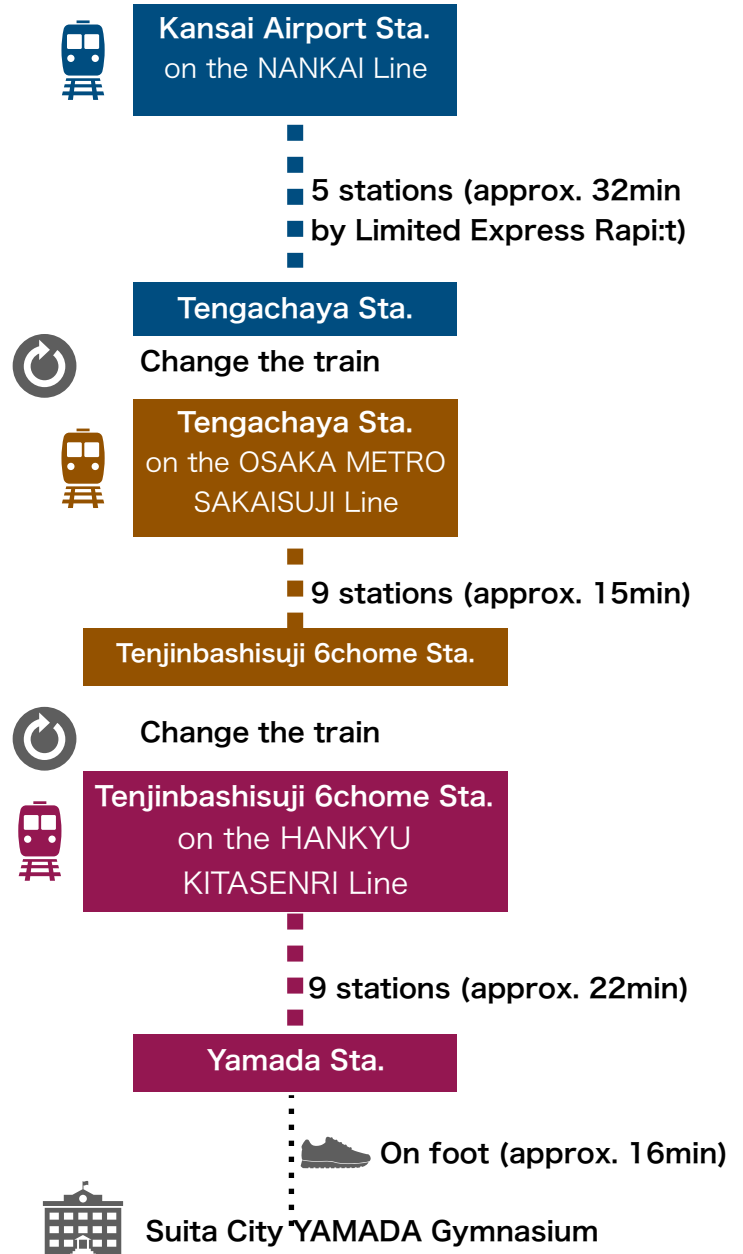 Kansai Airport Sta.
on the NANKAI Line
5 stations (approx. 32min
by Limited Express Rapi:t)
Tengachaya Sta.
Change the train
Tengachaya Sta.
on the OSAKA METRO
SAKAISUJI Line
9 stations (approx. 15min)
Tenjinbashisuji 6chome Sta.
Change the train
Tenjinbashisuji 6chome Sta.
on the HANKYU
KITASENRI Line
9 stations (approx. 22min)
Yamada Sta.
On foot (approx. 16min)
Suita City YAMADA Gymnasium